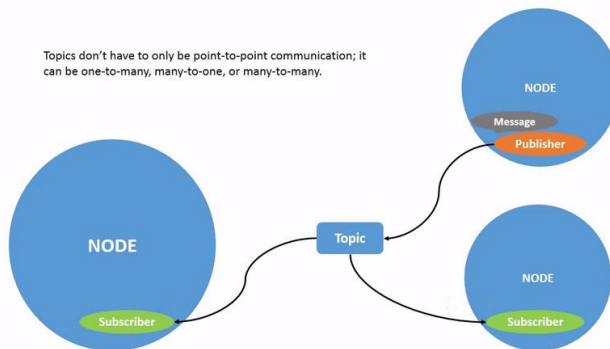 Topics don't have to only be point-to-point communication; it
can be one-to-many, many-to-one, or many-to-many.
NODE
Message
Publisher
NODE
Topic
NODE
Subscriber
Subscriber